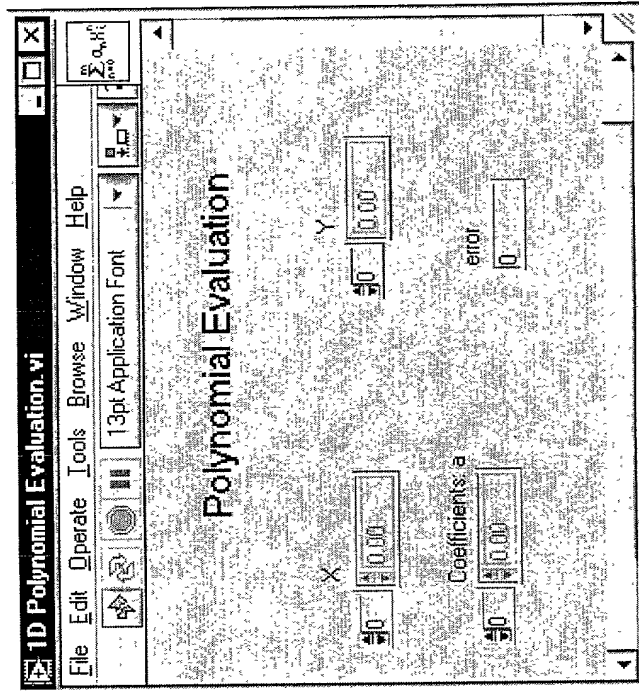 1D Polynomial Evaluation.vi
File Edit Operate Tools Browse Window Help
13pt Application Font
Polynomial Evaluation
X
0
0.00
Y
0
0.00
Coefficients: a
0
0.00
error
0